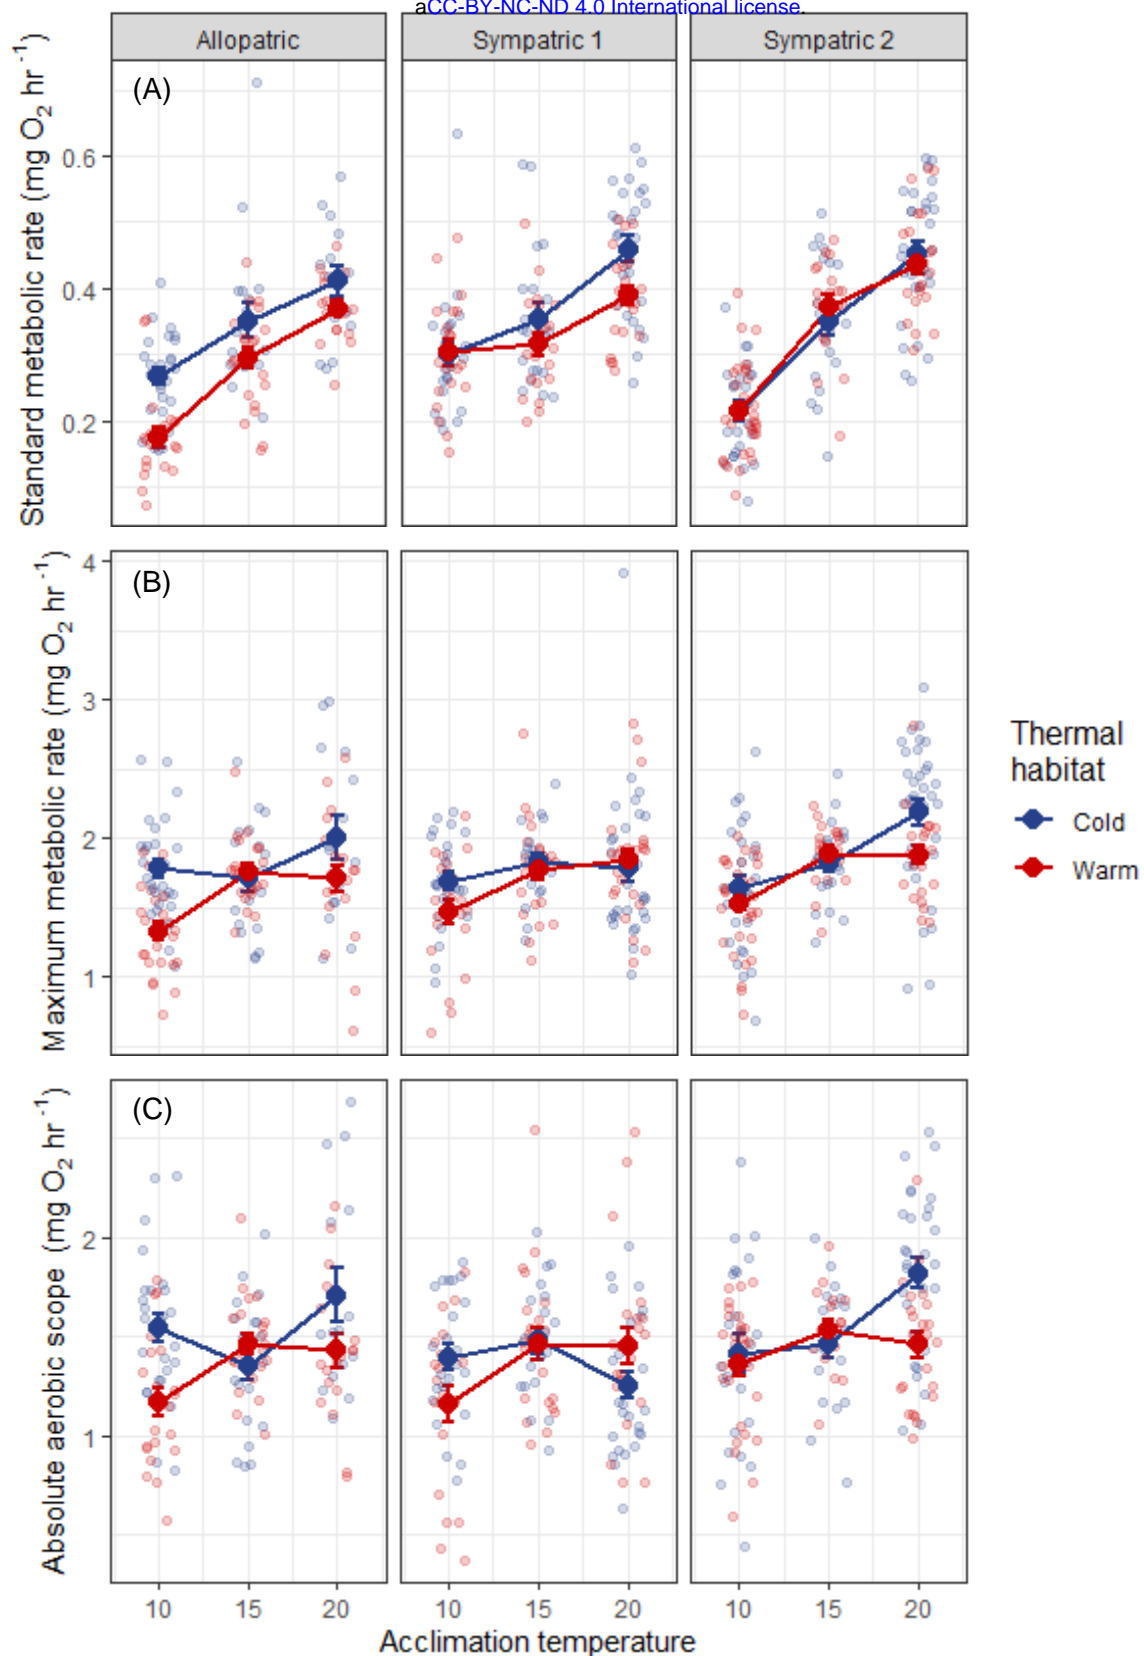 aCC-BY-NC-ND 4.0 International license.
Allopatric
Sympatric 1
Sympatric 2
(A)
Standard metabolic rate (mg O2 hr-1)
0.6
0.4
0.2
(B)
Maximum metabolic rate (mg O2 hr-1)
4
3
2
1
(C)
Absolute aerobic scope (mg O2 hr-1)
2
1
10 15 20 10 15 20 10 15 20
Acclimation temperature
Thermal
habitat
Cold
Warm